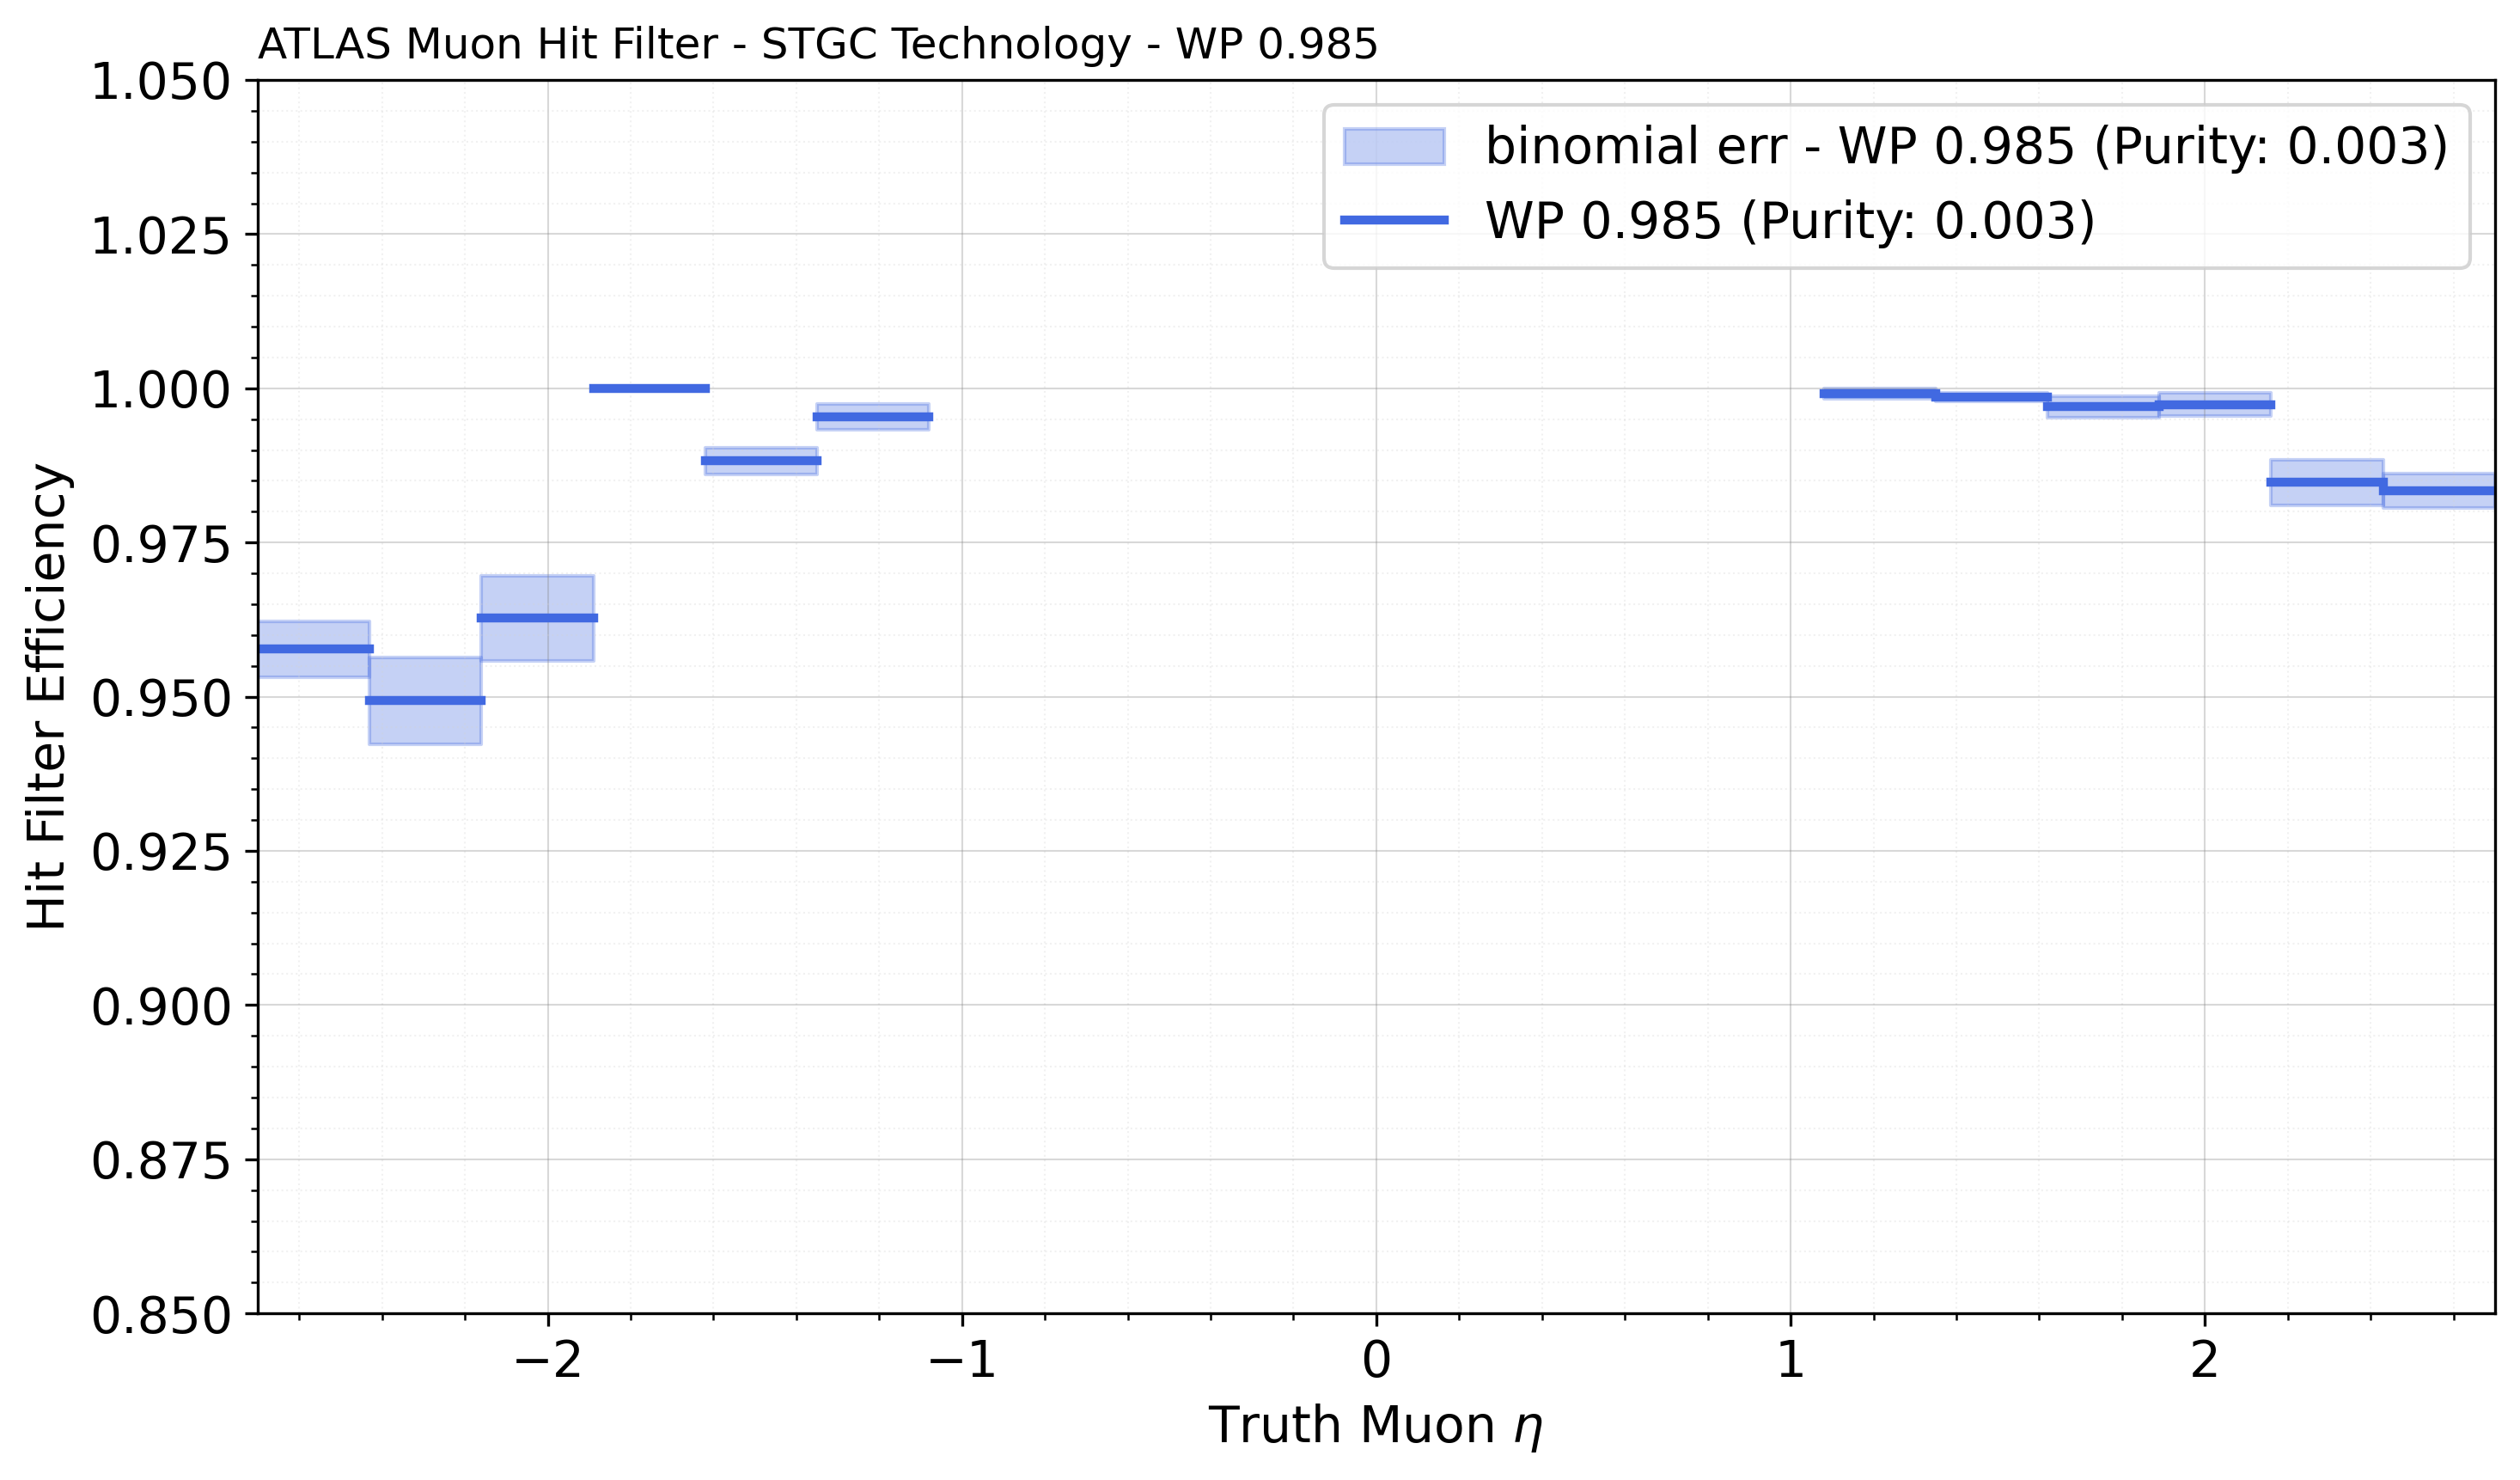 ATLAS Muon Hit Filter - STGC Technology - WP 0.985
binomial err - WP 0.985 (Purity: 0.003)
WP 0.985 (Purity: 0.003)
Hit Filter Efficiency
1.050
1.025
1.000
0.975
0.950
0.925
0.900
0.875
0.850
−2 −1 0 1 2
Truth Muon η